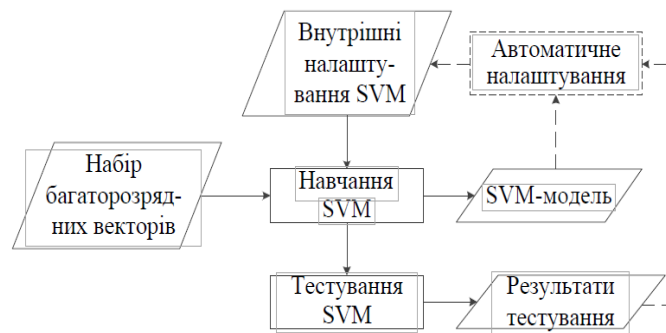 Внутрішні
налашту-
вання SVM
Автоматичне
налаштування
Набір
багаторозряд-
них векторів
Навчання
SVM
SVM-модель
Тестування
SVM
Результати
тестування